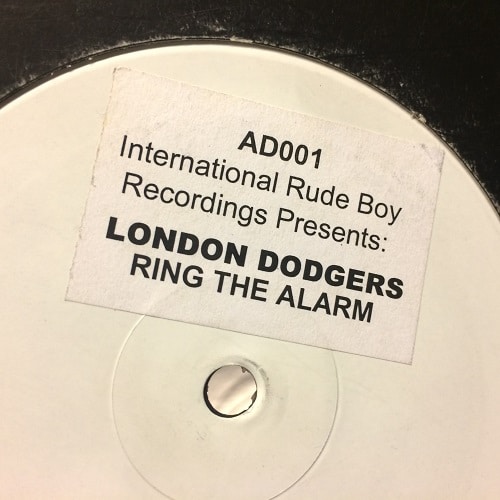 AD001
International Rude Boy
Recordings Presents:
LONDON DODGERS
RING THE ALARM